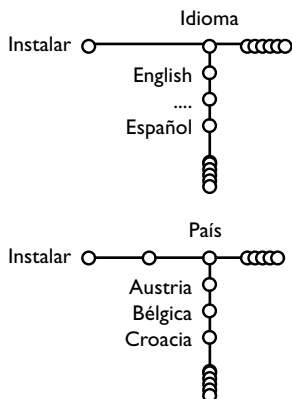 Idioma
Instalar
English
....
Español
País
Instalar
Austria
Bélgica
Croacia